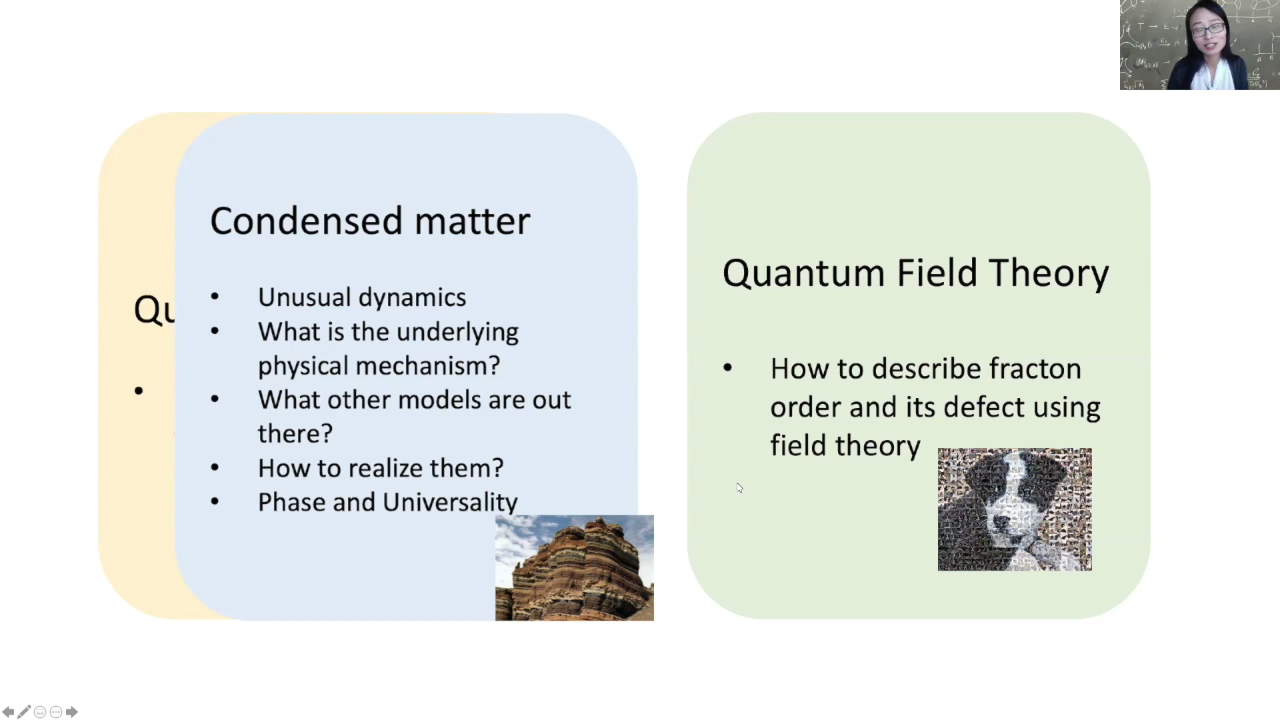 Qu
•
Condensed matter
• Unusual dynamics
• What is the underlying
physical mechanism?
• What other models are out
there?
• How to realize them?
• Phase and Universality
Quantum Field Theory
• How to describe fracton
order and its defect using
field theory